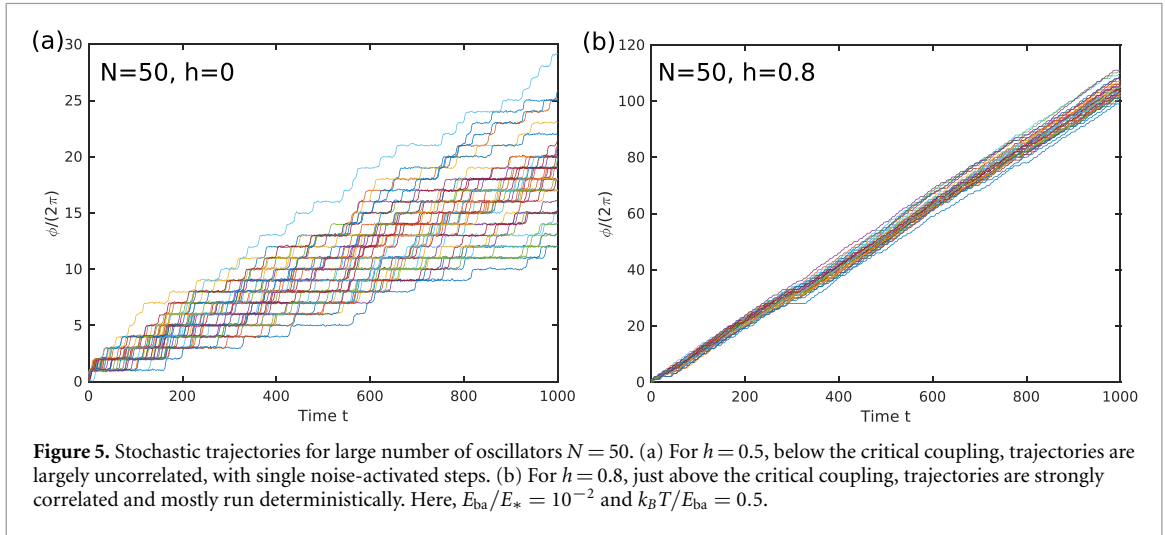 (a)
30
25
20
15
10
5
0
ϕ/(2π)
N=50, h=0
0 200 400 600 800 1000
Time t
(b)
120
100
80
60
40
20
0
ϕ/(2π)
N=50, h=0.8
0 200 400 600 800 1000
Time t
Figure 5. Stochastic trajectories for large number of oscillators N = 50. (a) For h = 0.5, below the critical coupling, trajectories are
largely uncorrelated, with single noise-activated steps. (b) For h = 0.8, just above the critical coupling, trajectories are strongly
correlated and mostly run deterministically. Here, E_ba/E_* = 10^−2 and k_BT/E_ba = 0.5.